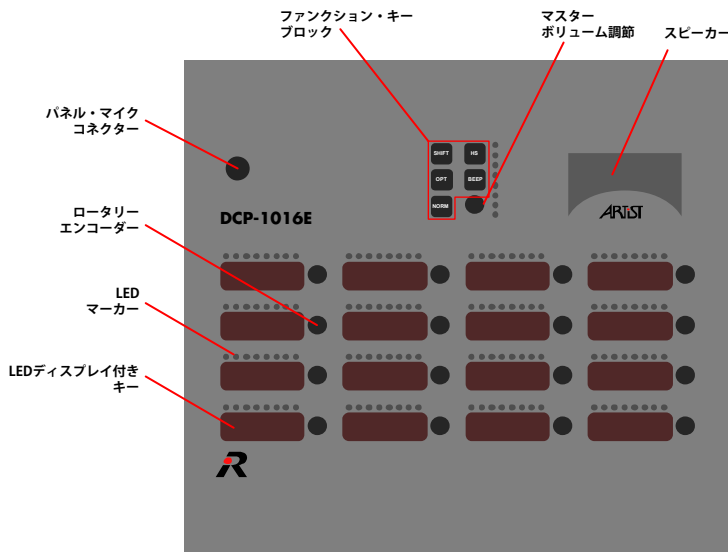 ファンクション・キー
ブロック
マスター
ボリューム調節
スピーカー
パネル・マイク
コネクター
SHIFT
HS
OPT
BEEP
NORM
ロータリー
エンコーダー
DCP-1016E
ARTIST
LED
マーカー
LEDディスプレイ付き
キー
R